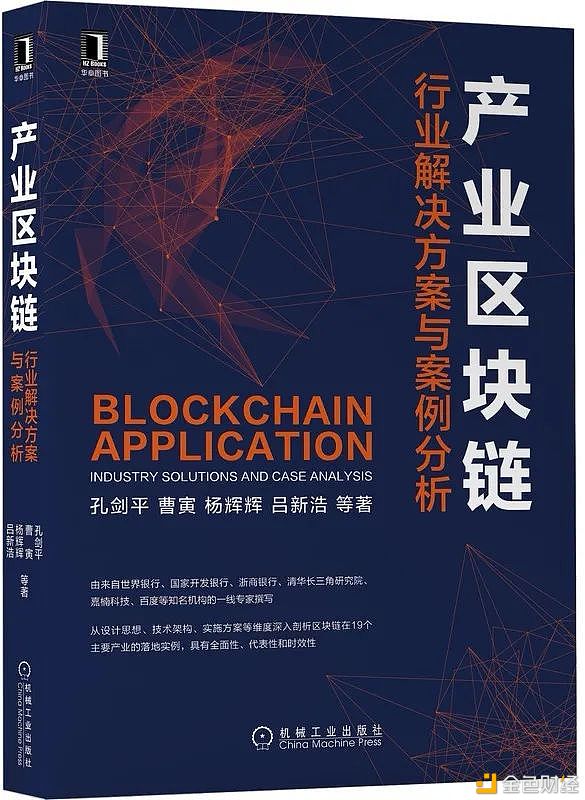 HZ BOOKS
华章图书
产业区块链
行业解决方案
与案例分析
孔剑平
曹寅
杨辉辉
吕新浩
等著
机械工业出版社
China Machine Press
HZ BOOKS
华章图书
产业区块链
行业解决方案与案例分析
BLOCKCHAIN
APPLICATION
INDUSTRY SOLUTIONS AND CASE ANALYSIS
孔剑平 曹寅 杨辉辉 吕新浩 等著
由来自世界银行、国家开发银行、浙商银行、清华长三角研究院、
嘉楠科技、百度等知名机构的一线专家撰写
从设计思想、技术架构、实施方案等维度深入剖析区块链在19个
主要产业的落地实例，具有全面性、代表性和时效性
机械工业出版社
China Machine Press
金色财经